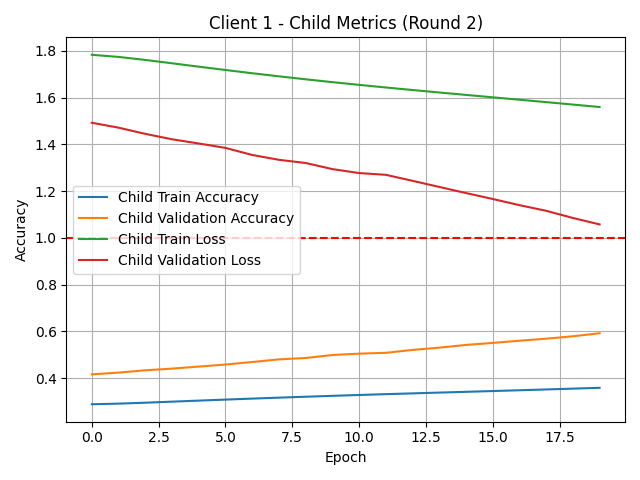 Client 1 - Child Metrics (Round 2)
1.8
1.6
1.4
1.2
1.0
0.8
0.6
0.4
Accuracy
Child Train Accuracy
Child Validation Accuracy
Child Train Loss
Child Validation Loss
0.0 2.5 5.0 7.5 10.0 12.5 15.0 17.5
Epoch